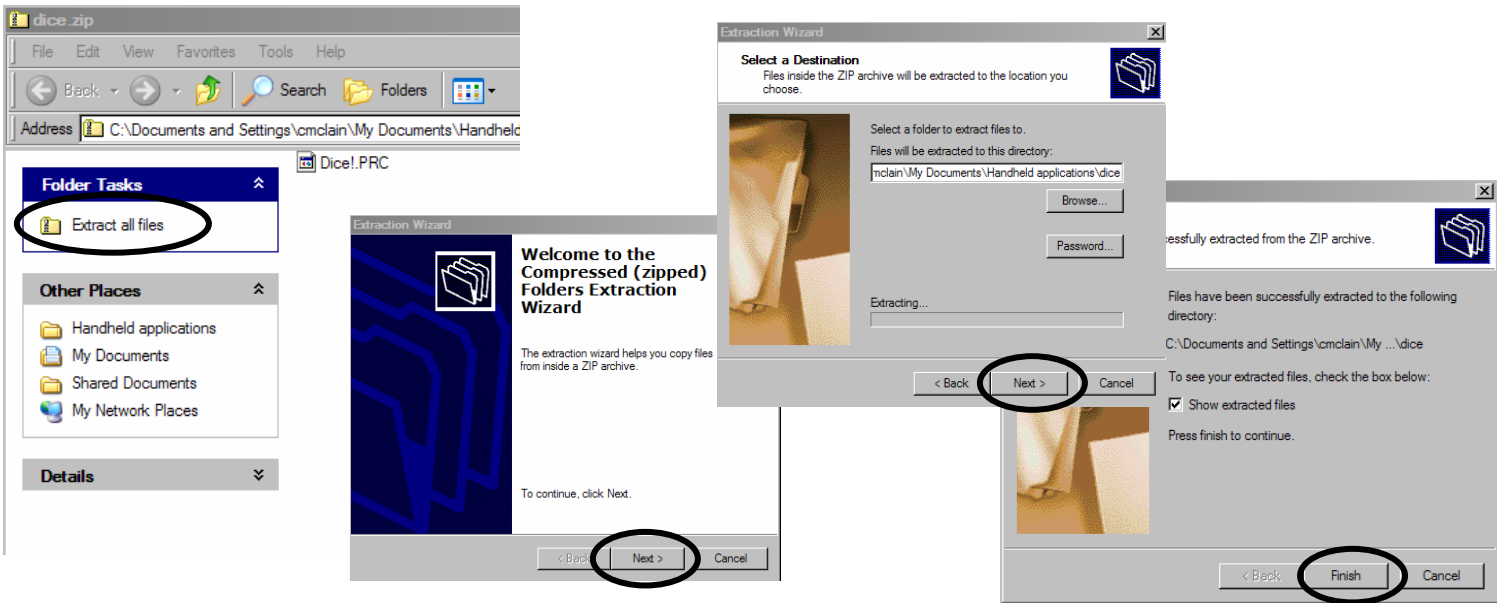 dice.zip
File Edit View Favorites Tools Help
Back Search Folders
Address C:\Documents and Settings\cmclain\My Documents\Handheld
Dice!.PRC
Folder Tasks
Extract all files
Other Places
Handheld applications
My Documents
Shared Documents
My Network Places
Details
Extraction Wizard
Welcome to the
Compressed (zipped)
Folders Extraction
Wizard
The extraction wizard helps you copy files
from inside a ZIP archive.
To continue, click Next.
< Back Next > Cancel
Extraction Wizard
Select a Destination
Files inside the ZIP archive will be extracted to the location you
choose.
Select a folder to extract files to.
Files will be extracted to this directory:
mclain\My Documents\Handheld applications\dice
Browse...
Password...
Extracting...
< Back Next > Cancel
essfully extracted from the ZIP archive.
Files have been successfully extracted to the following
directory:
C:\Documents and Settings\cmclain\My ...\dice
To see your extracted files, check the box below:
Show extracted files
Press finish to continue.
< Back Finish Cancel